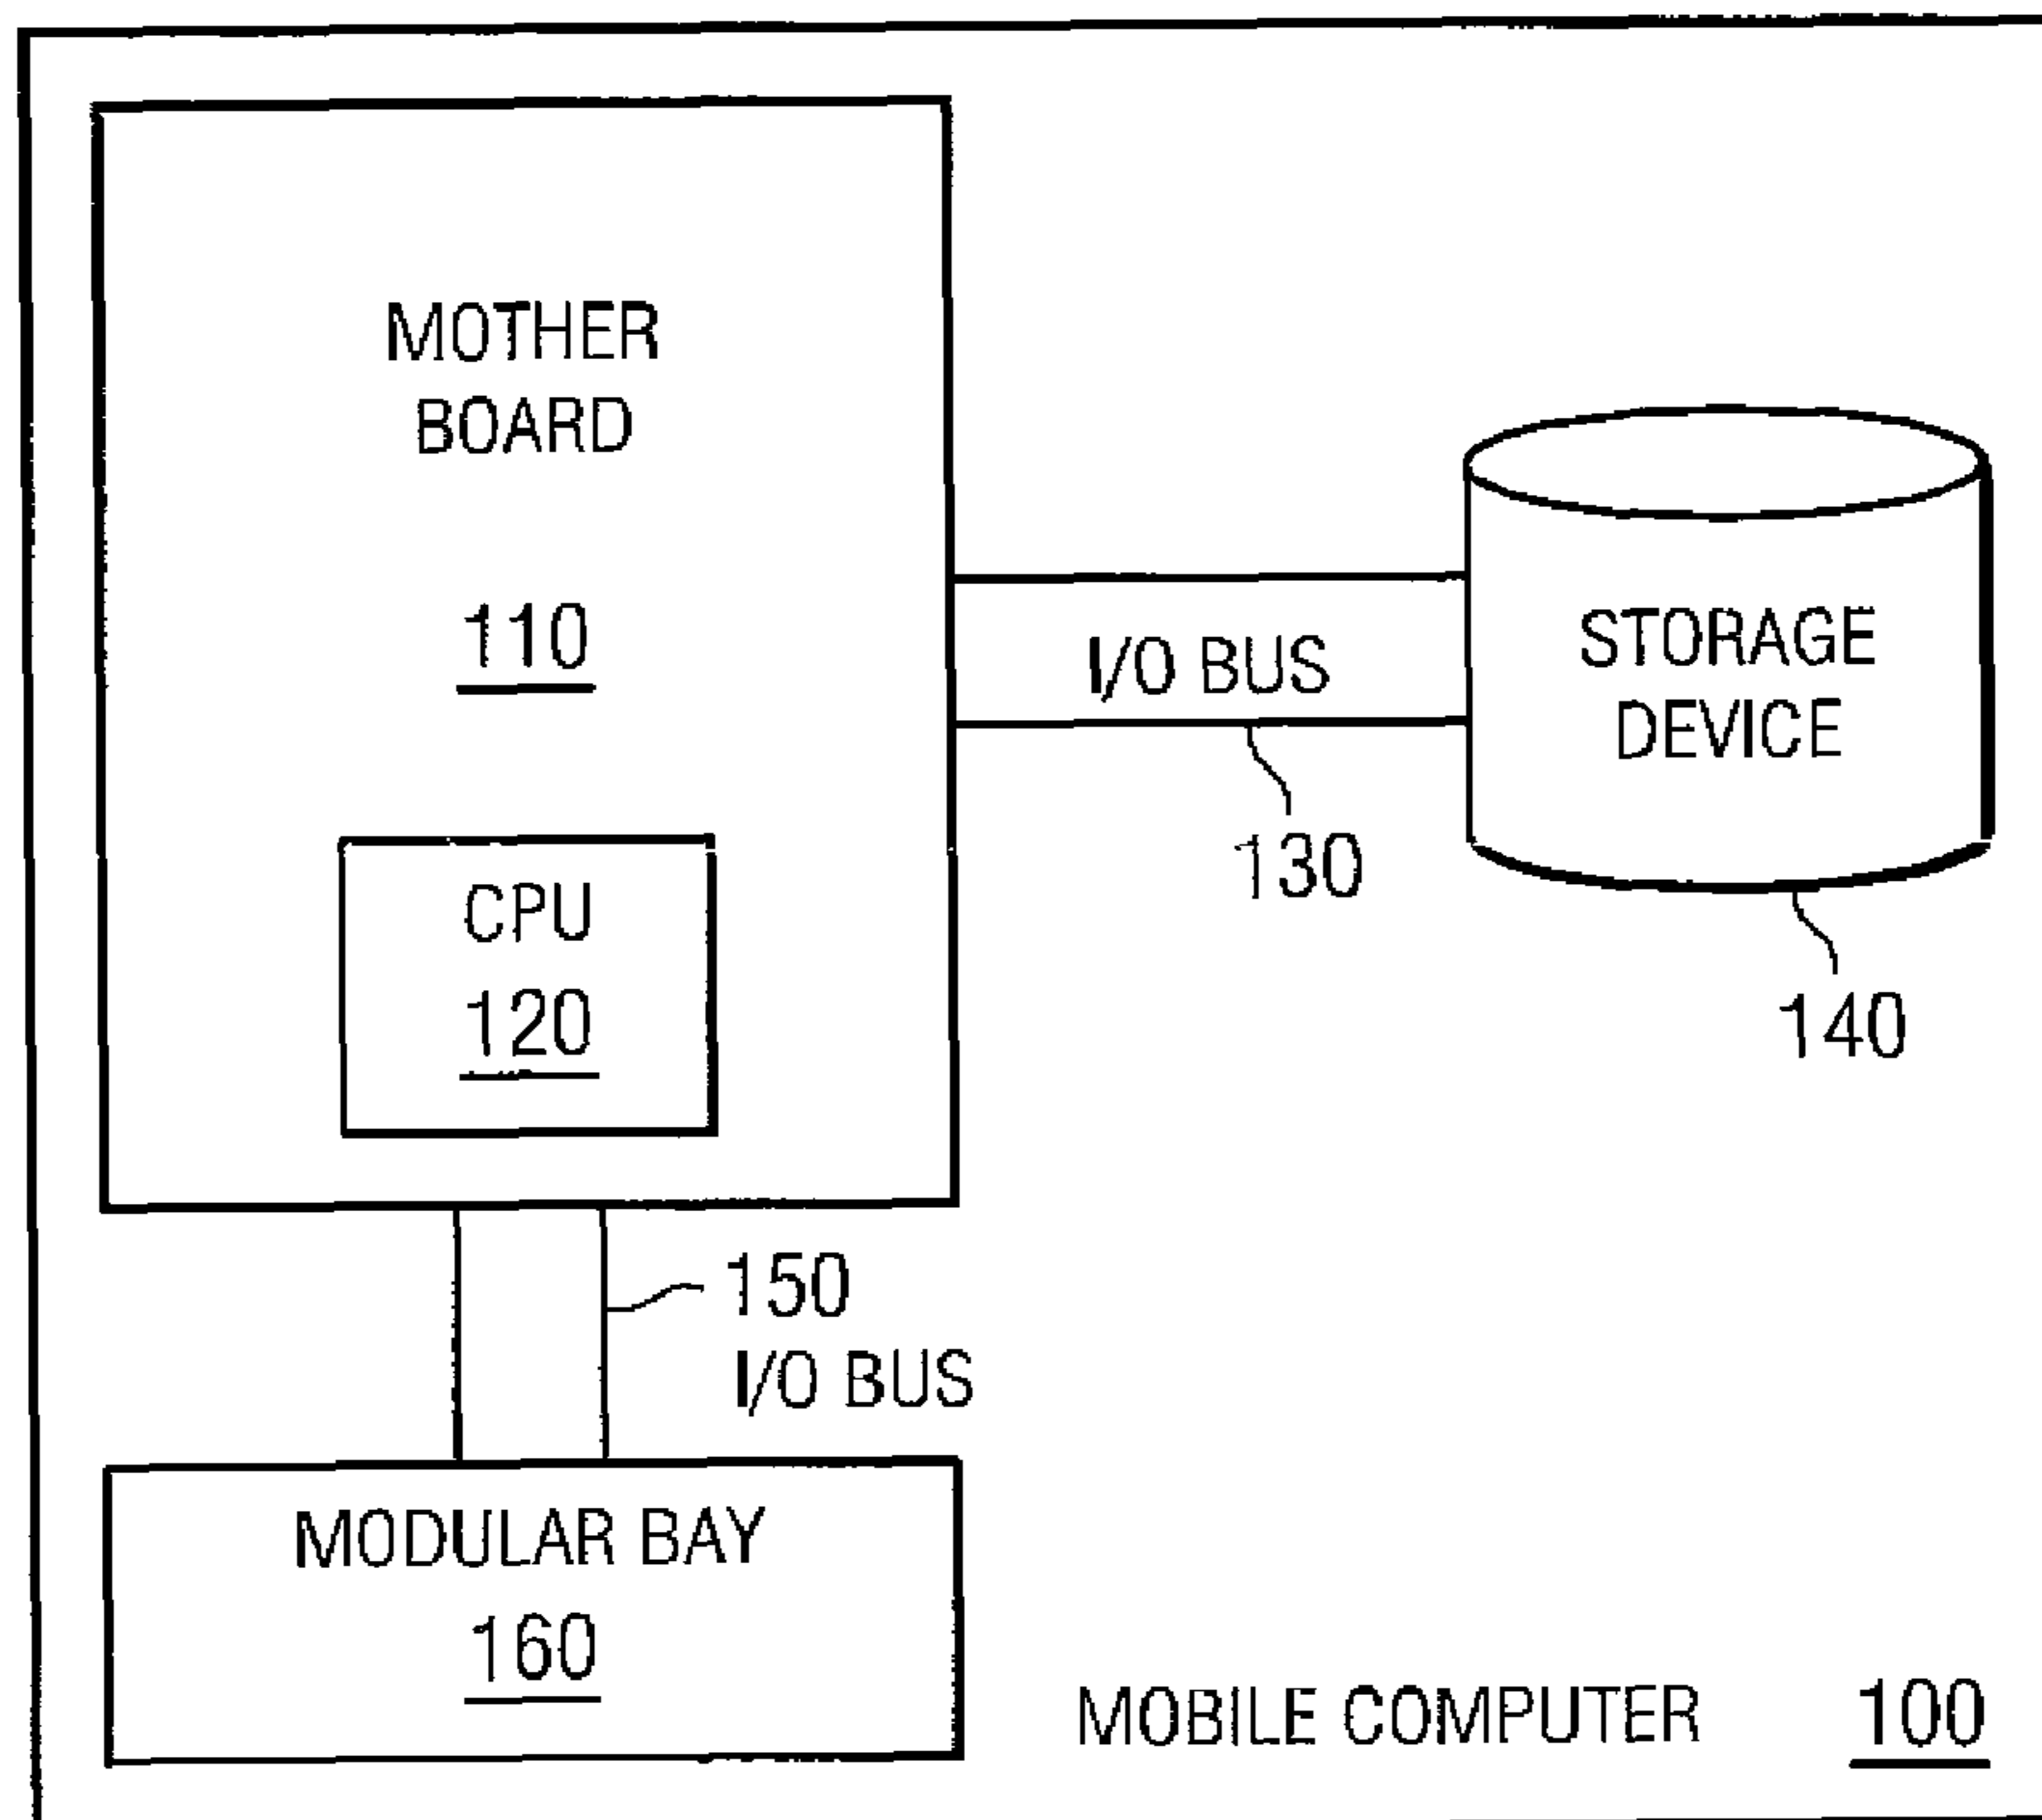 MOTHER
BOARD
110
I/O BUS
STORAGE
DEVICE
130
CPU
120
140
150
I/O BUS
MODULAR BAY
160
MOBILE COMPUTER 100